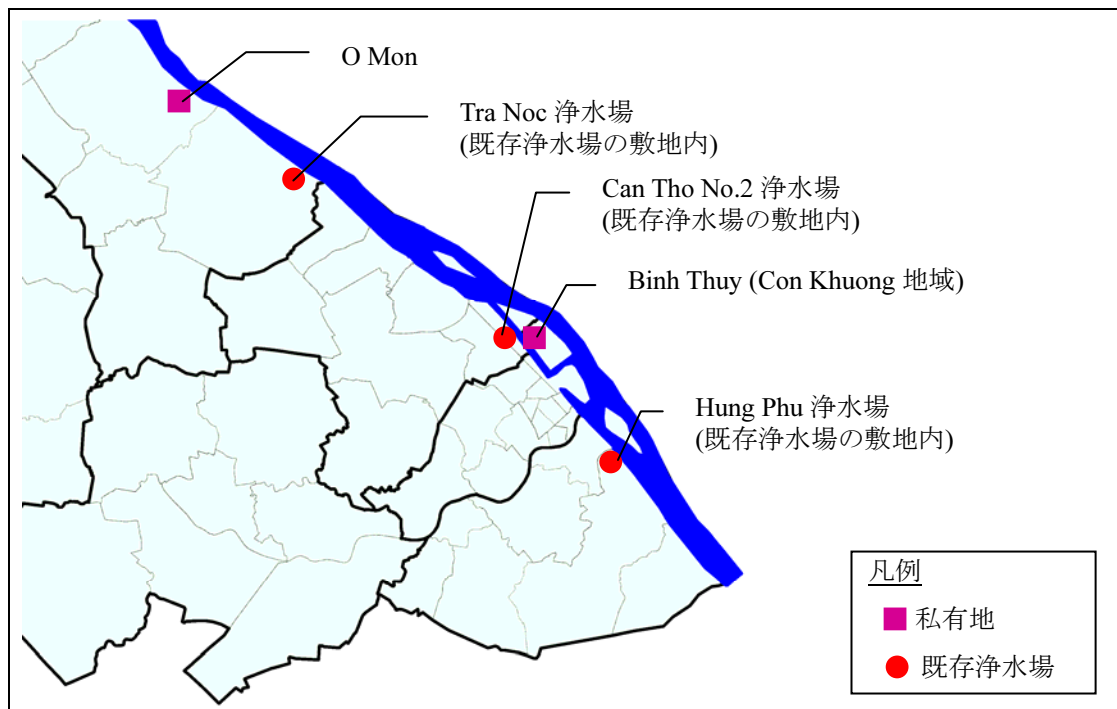 O Mon
Tra Noc 浄水場
(既存浄水場の敷地内)
Can Tho No.2 浄水場
(既存浄水場の敷地内)
Binh Thuy (Con Khuong 地域)
Hung Phu 浄水場
(既存浄水場の敷地内)
凡例
私有地
既存浄水場